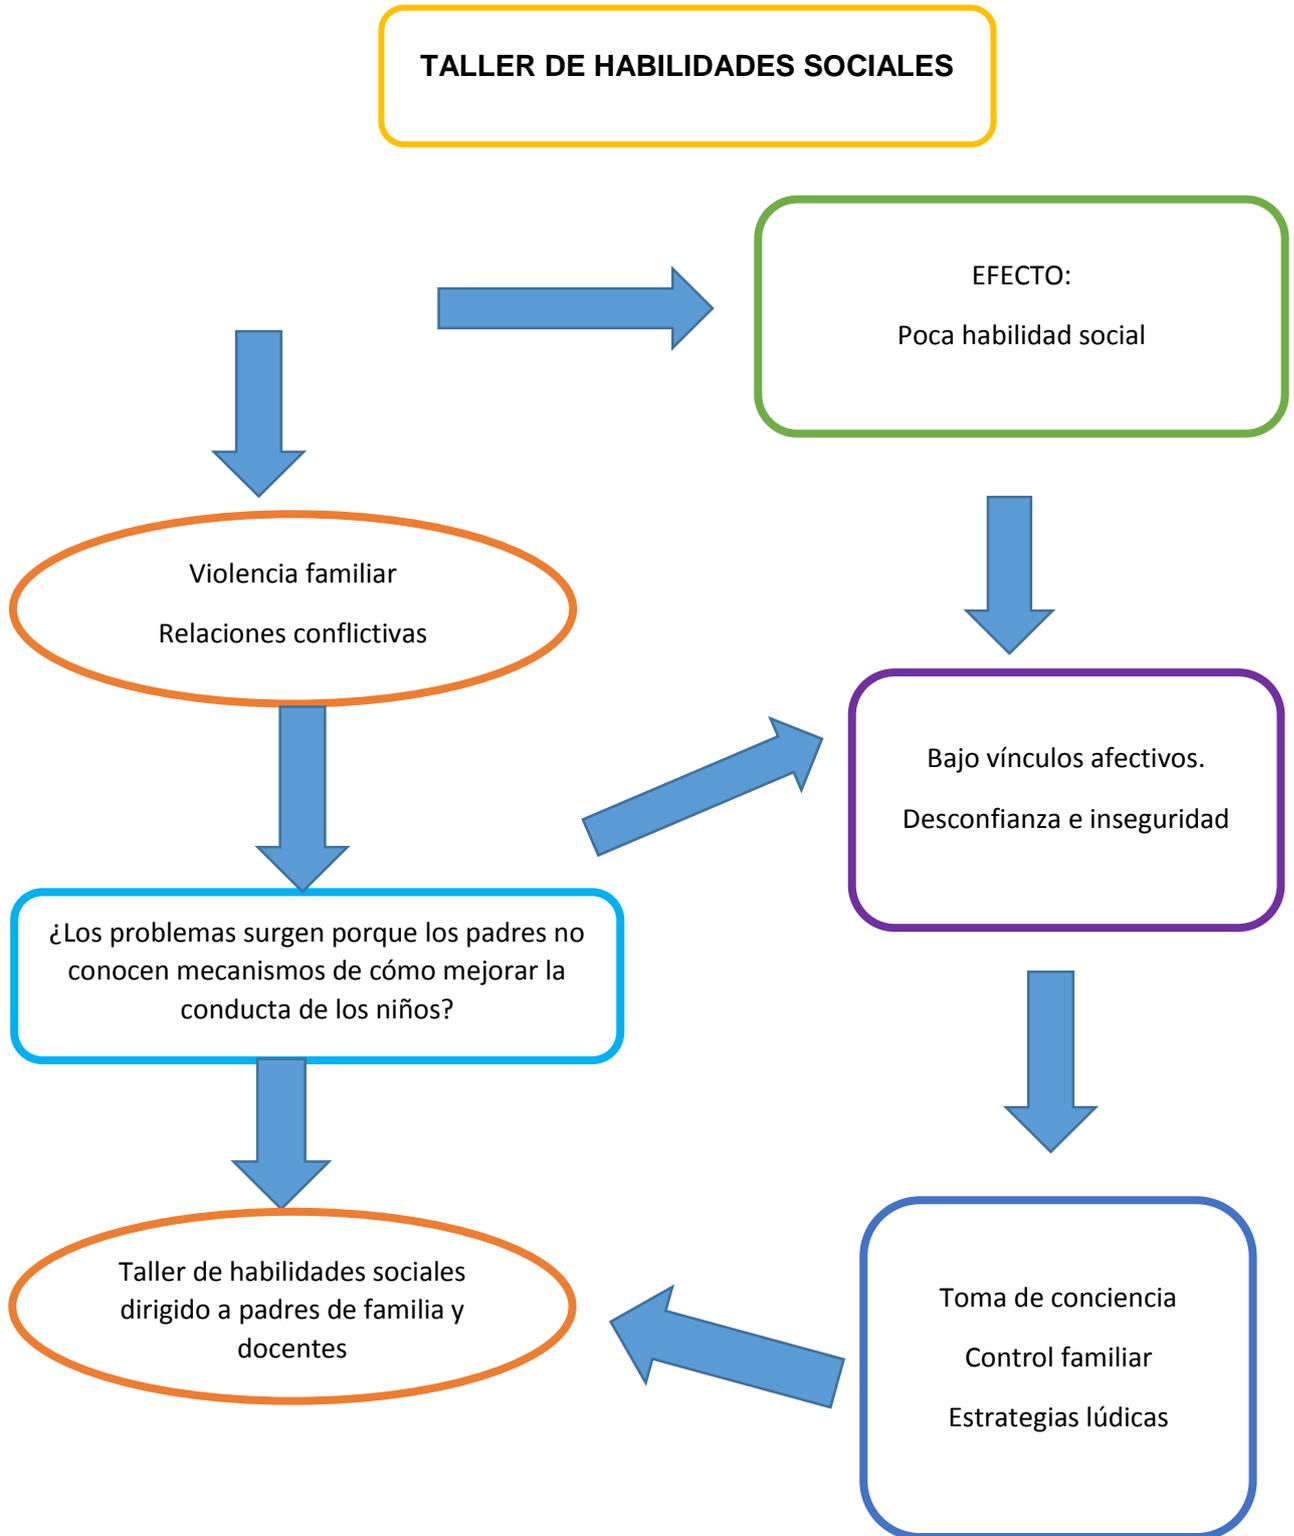 TALLER DE HABILIDADES SOCIALES
EFECTO:
Poca habilidad social
Violencia familiar
Relaciones conflictivas
Bajo vínculos afectivos.
Desconfianza e inseguridad
¿Los problemas surgen porque los padres no
conocen mecanismos de cómo mejorar la
conducta de los niños?
Taller de habilidades sociales
dirigido a padres de familia y
docentes
Toma de conciencia
Control familiar
Estrategias lúdicas